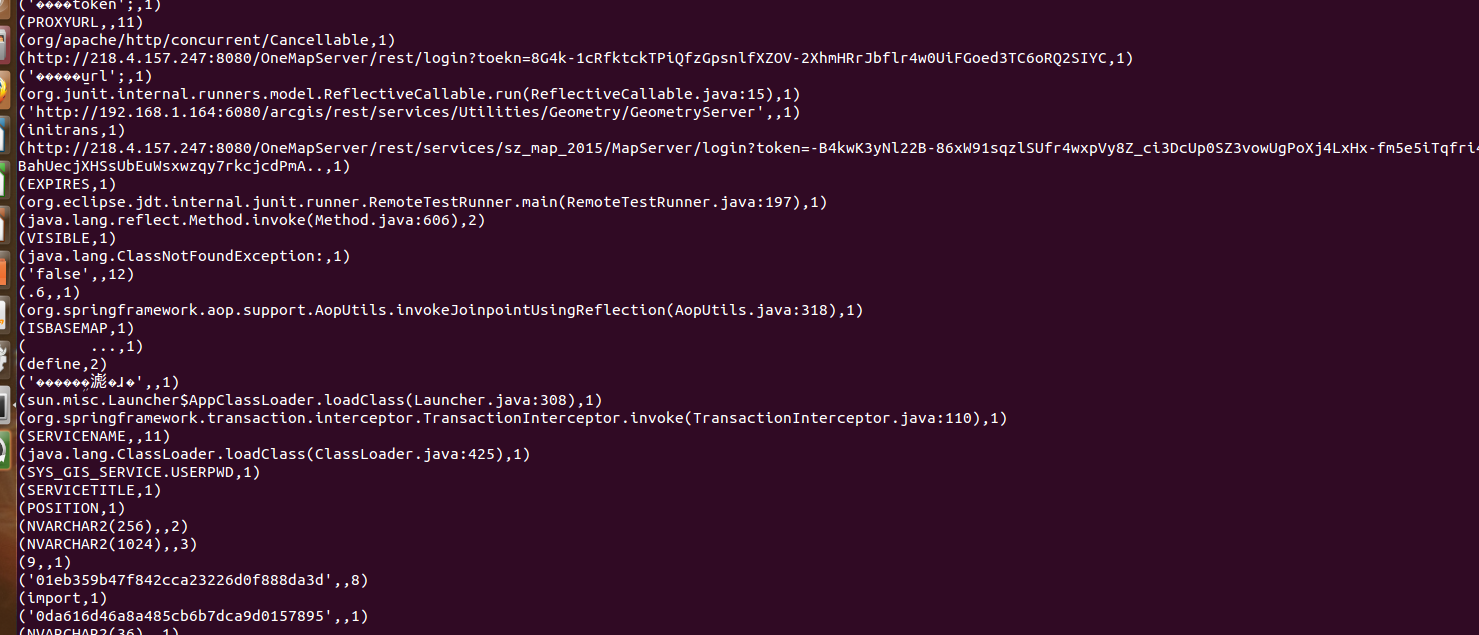 ('����token';,1)
(PROXYURL,,11)
(org/apache/http/concurrent/Cancellable,1)
(http://218.4.157.247:8080/OneMapServer/rest/login?toekn=8G4k-1cRfktckTPiQfzGpsnlfXZOV-2XhmHRrJbflr4w0UiFGoed3TC6oRQ2SIYC,1)
('�����url';,1)
(org.junit.internal.runners.model.ReflectiveCallable.run(ReflectiveCallable.java:15),1)
('http://192.168.1.164:6080/arcgis/rest/services/Utilities/Geometry/GeometryServer',,1)
(initrans,1)
(http://218.4.157.247:8080/OneMapServer/rest/services/sz_map_2015/MapServer/login?token=-B4kwK3yNl22B-86xW91sqzlSUfr4wxpVy8Z_ci3DcUp0SZ3vowUgPoXj4LxHx-fm5e5iTqfri4
BahUecjXHSsUbEuWsxwzqy7rkcjcdPmA..,1)
(EXPIRES,1)
(org.eclipse.jdt.internal.junit.runner.RemoteTestRunner.main(RemoteTestRunner.java:197),1)
(java.lang.reflect.Method.invoke(Method.java:606),2)
(VISIBLE,1)
(java.lang.ClassNotFoundException:,1)
('false',,12)
(.6,,1)
(org.springframework.aop.support.AopUtils.invokeJoinpointUsingReflection(AopUtils.java:318),1)
(ISBASEMAP,1)
(       ...,1)
(define,2)
('������滮�ɹ�',,1)
(sun.misc.Launcher$AppClassLoader.loadClass(Launcher.java:308),1)
(org.springframework.transaction.interceptor.TransactionInterceptor.invoke(TransactionInterceptor.java:110),1)
(SERVICENAME,,11)
(java.lang.ClassLoader.loadClass(ClassLoader.java:425),1)
(SYS_GIS_SERVICE.USERPWD,1)
(SERVICETITLE,1)
(POSITION,1)
(NVARCHAR2(256),,2)
(NVARCHAR2(1024),,3)
(9,,1)
('01eb359b47f842cca23226d0f888da3d',,8)
(import,1)
('0da616d46a8a485cb6b7dca9d0157895',,1)
(NVARCHAR2(36),,1)